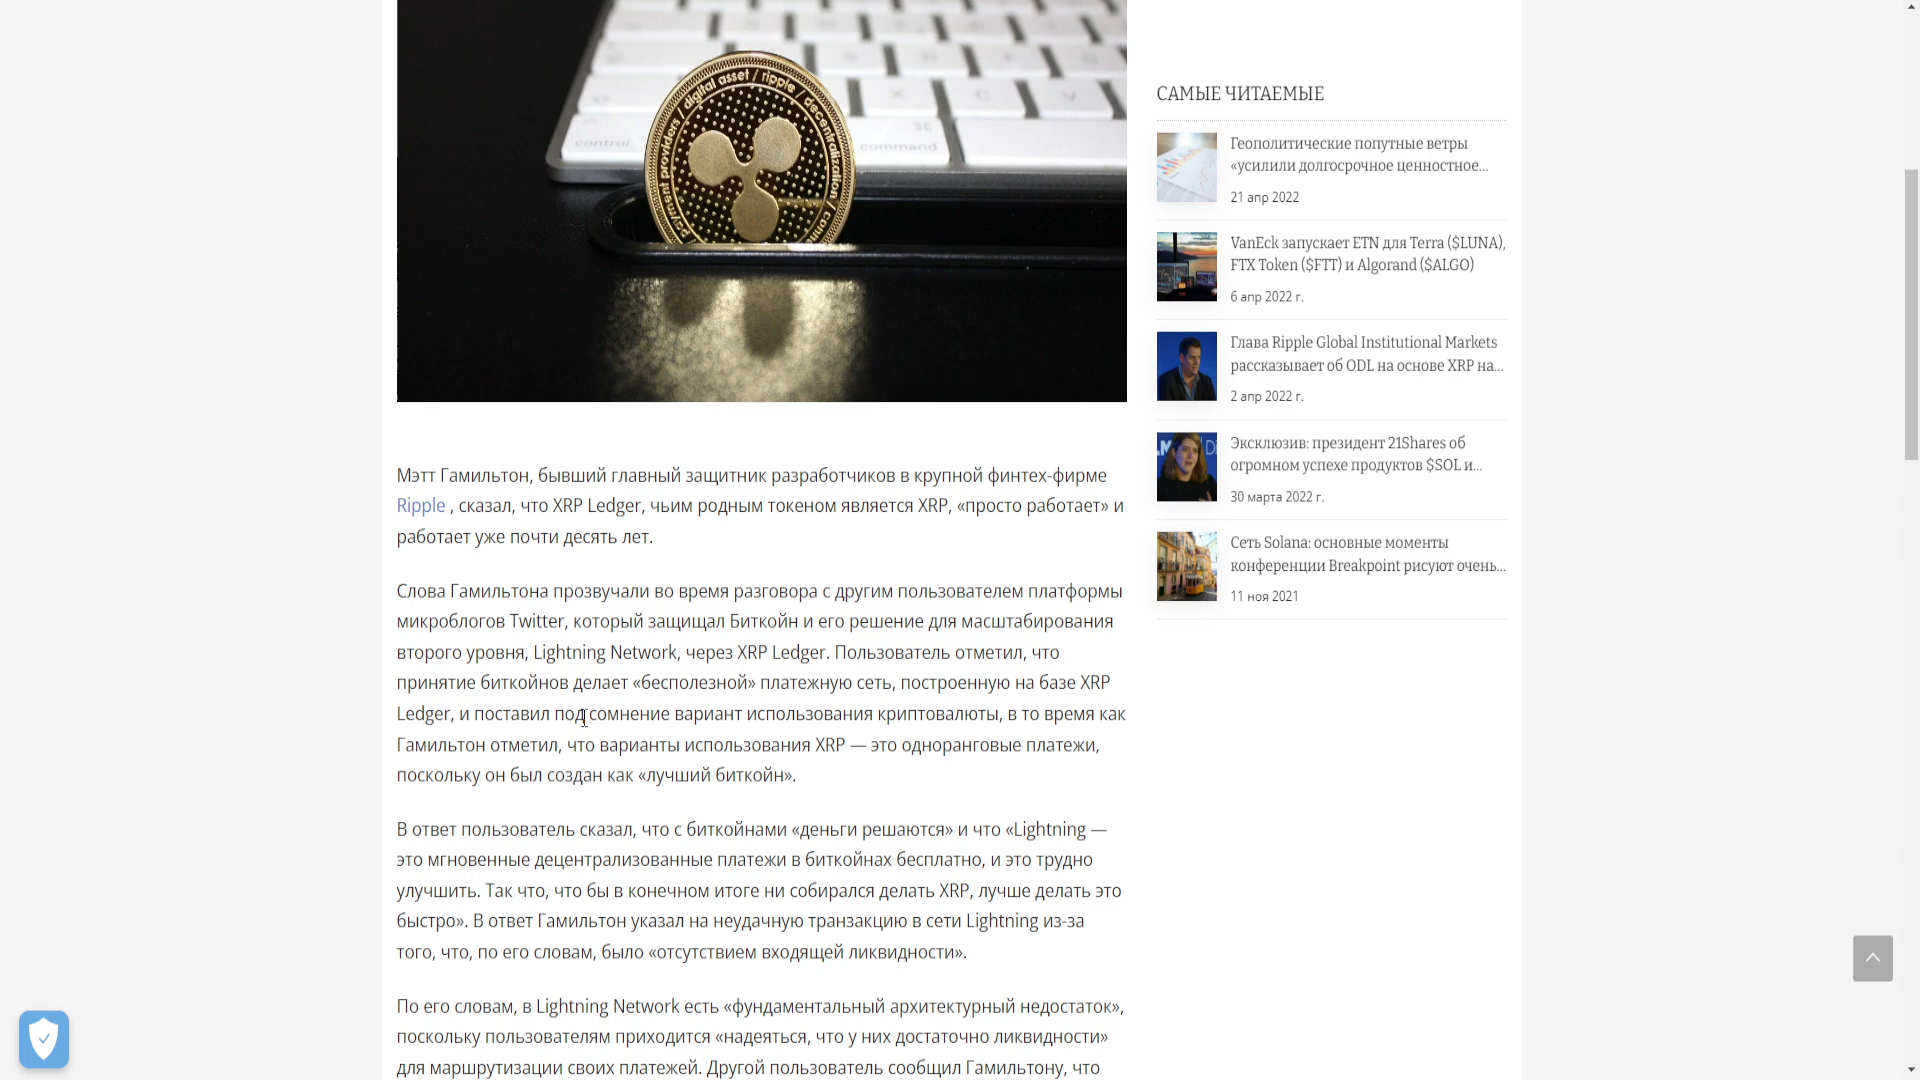 digital asset / ripple / decentralization /
payment providers /
control
command
X
C
V
Мэтт Гамильтон, бывший главный защитник разработчиков в крупной финтех-фирме
Ripple , сказал, что XRP Ledger, чьим родным токеном является XRP, «просто работает» и
работает уже почти десять лет.
Слова Гамильтона прозвучали во время разговора с другим пользователем платформы
микроблогов Twitter, который защищал Биткойн и его решение для масштабирования
второго уровня, Lightning Network, через XRP Ledger. Пользователь отметил, что
принятие биткойнов делает «бесполезной» платежную сеть, построенную на базе XRP
Ledger, и поставил под сомнение вариант использования криптовалюты, в то время как
Гамильтон отметил, что варианты использования XRP — это одноранговые платежи,
поскольку он был создан как «лучший биткойн».
В ответ пользователь сказал, что с биткойнами «деньги решаются» и что «Lightning —
это мгновенные децентрализованные платежи в биткойнах бесплатно, и это трудно
улучшить. Так что, что бы в конечном итоге ни собирался делать XRP, лучше делать это
быстро». В ответ Гамильтон указал на неудачную транзакцию в сети Lightning из-за
того, что, по его словам, было «отсутствием входящей ликвидности».
По его словам, в Lightning Network есть «фундаментальный архитектурный недостаток»,
поскольку пользователям приходится «надеяться, что у них достаточно ликвидности»
для маршрутизации своих платежей. Другой пользователь сообщил Гамильтону, что
САМЫЕ ЧИТАЕМЫЕ
Геополитические попутные ветры
«усилили долгосрочное ценностное...
21 апр 2022
VanEck запускает ETN для Terra ($LUNA),
FTX Token ($FTT) и Algorand ($ALGO)
6 апр 2022 г.
Глава Ripple Global Institutional Markets
рассказывает об ODL на основе XRP на...
2 апр 2022 г.
Эксклюзив: президент 21Shares об
огромном успехе продуктов $SOL и...
30 марта 2022 г.
Сеть Solana: основные моменты
конференции Breakpoint рисуют очень...
11 ноя 2021